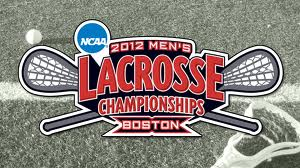 NCAA
2012 MEN'S
LACROSSE
CHAMPIONSHIPS
BOSTON